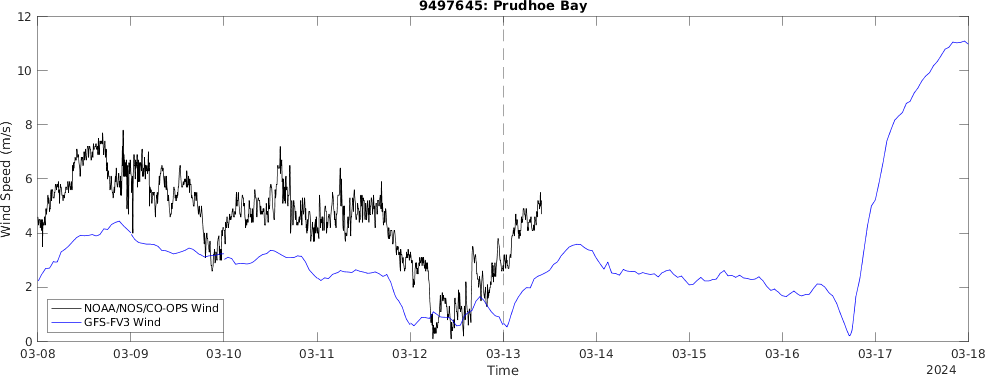 9497645: Prudhoe Bay
Wind Speed (m/s)
12
10
8
6
4
2
0
NOAA/NOS/CO-OPS Wind
GFS-FV3 Wind
03-08 03-09 03-10 03-11 03-12 03-13 03-14 03-15 03-16 03-17 03-18
Time
2024